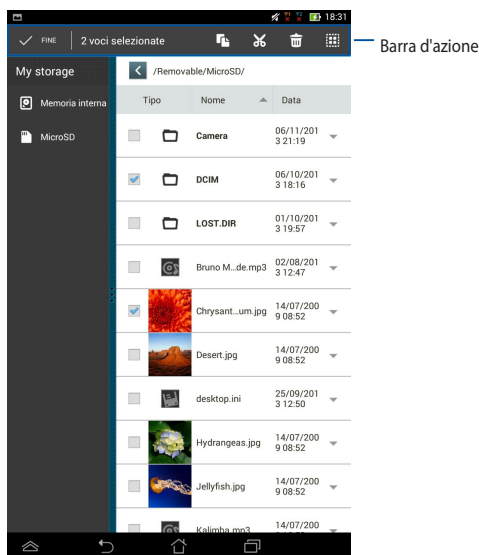 18:31
FINE 2 voci selezionate
Barra d'azione
My storage
/Removable/MicroSD/
Memoria interna
MicroSD
Tipo Nome Data
Camera 06/11/201
3 21:19
DCIM 06/10/201
3 18:16
LOST.DIR 01/10/201
3 19:57
Bruno M...de.mp3 02/08/201
3 12:47
Chrysant...um.jpg 14/07/200
9 08:52
Desert.jpg 14/07/200
9 08:52
desktop.ini 25/09/201
3 12:50
Hydrangeas.jpg 14/07/200
9 08:52
Jellyfish.jpg 14/07/200
9 08:52
Kalimba.mp3 14/07/200